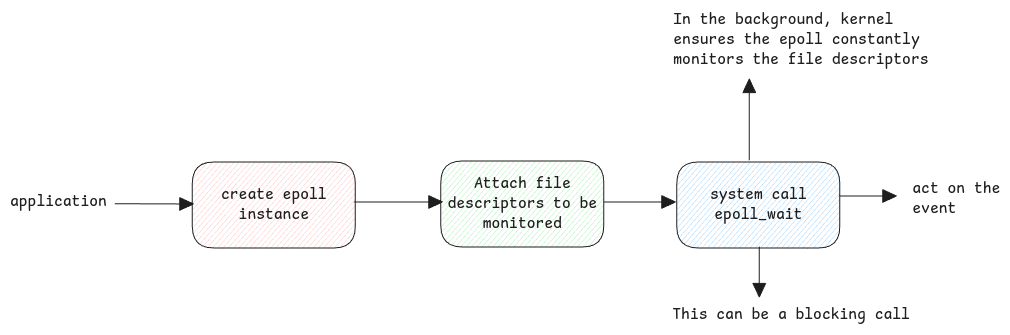 In the background, kernel
ensures the epoll constantly
monitors the file descriptors
application
create epoll
instance
Attach file
descriptors to be
monitored
system call
epoll_wait
act on the
event
This can be a blocking call